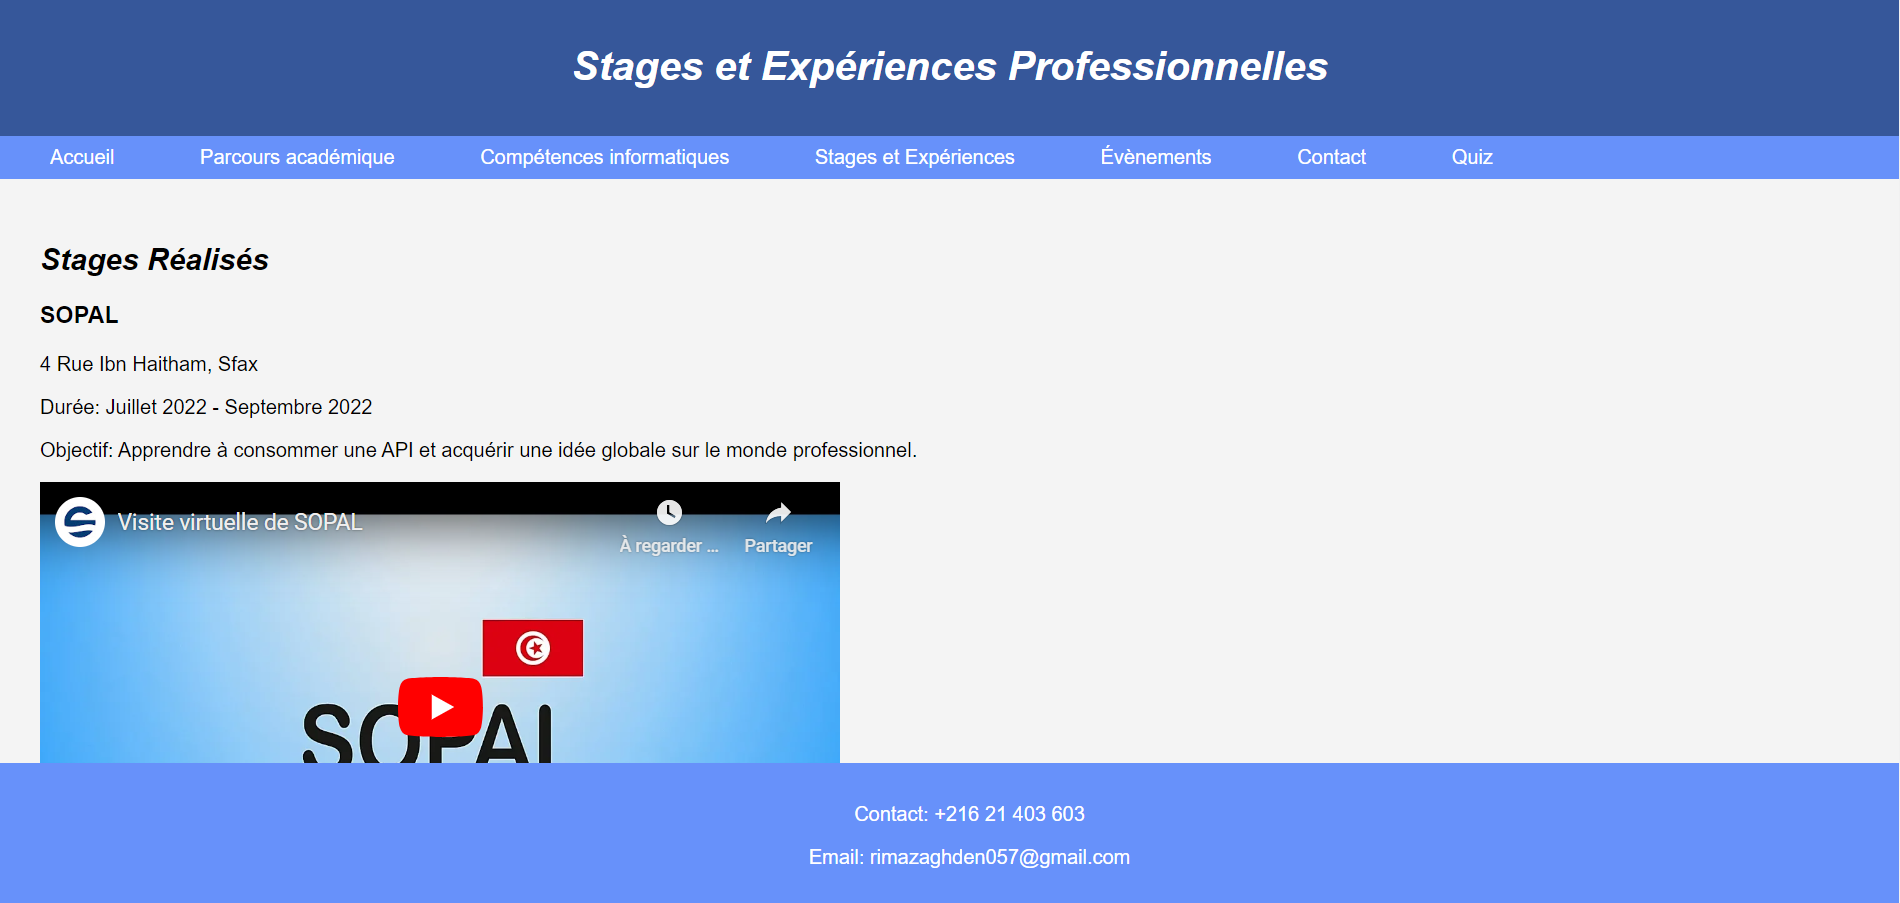 Stages et Expériences Professionnelles
Accueil Parcours académique Compétences informatiques Stages et Expériences Évènements Contact Quiz
Stages Réalisés
SOPAL
4 Rue Ibn Haitham, Sfax
Durée: Juillet 2022 - Septembre 2022
Objectif: Apprendre à consommer une API et acquérir une idée globale sur le monde professionnel.
Visite virtuelle de SOPAL
À regarder ... Partager
SOPAL
Contact: +216 21 403 603
Email: rimazaghden057@gmail.com